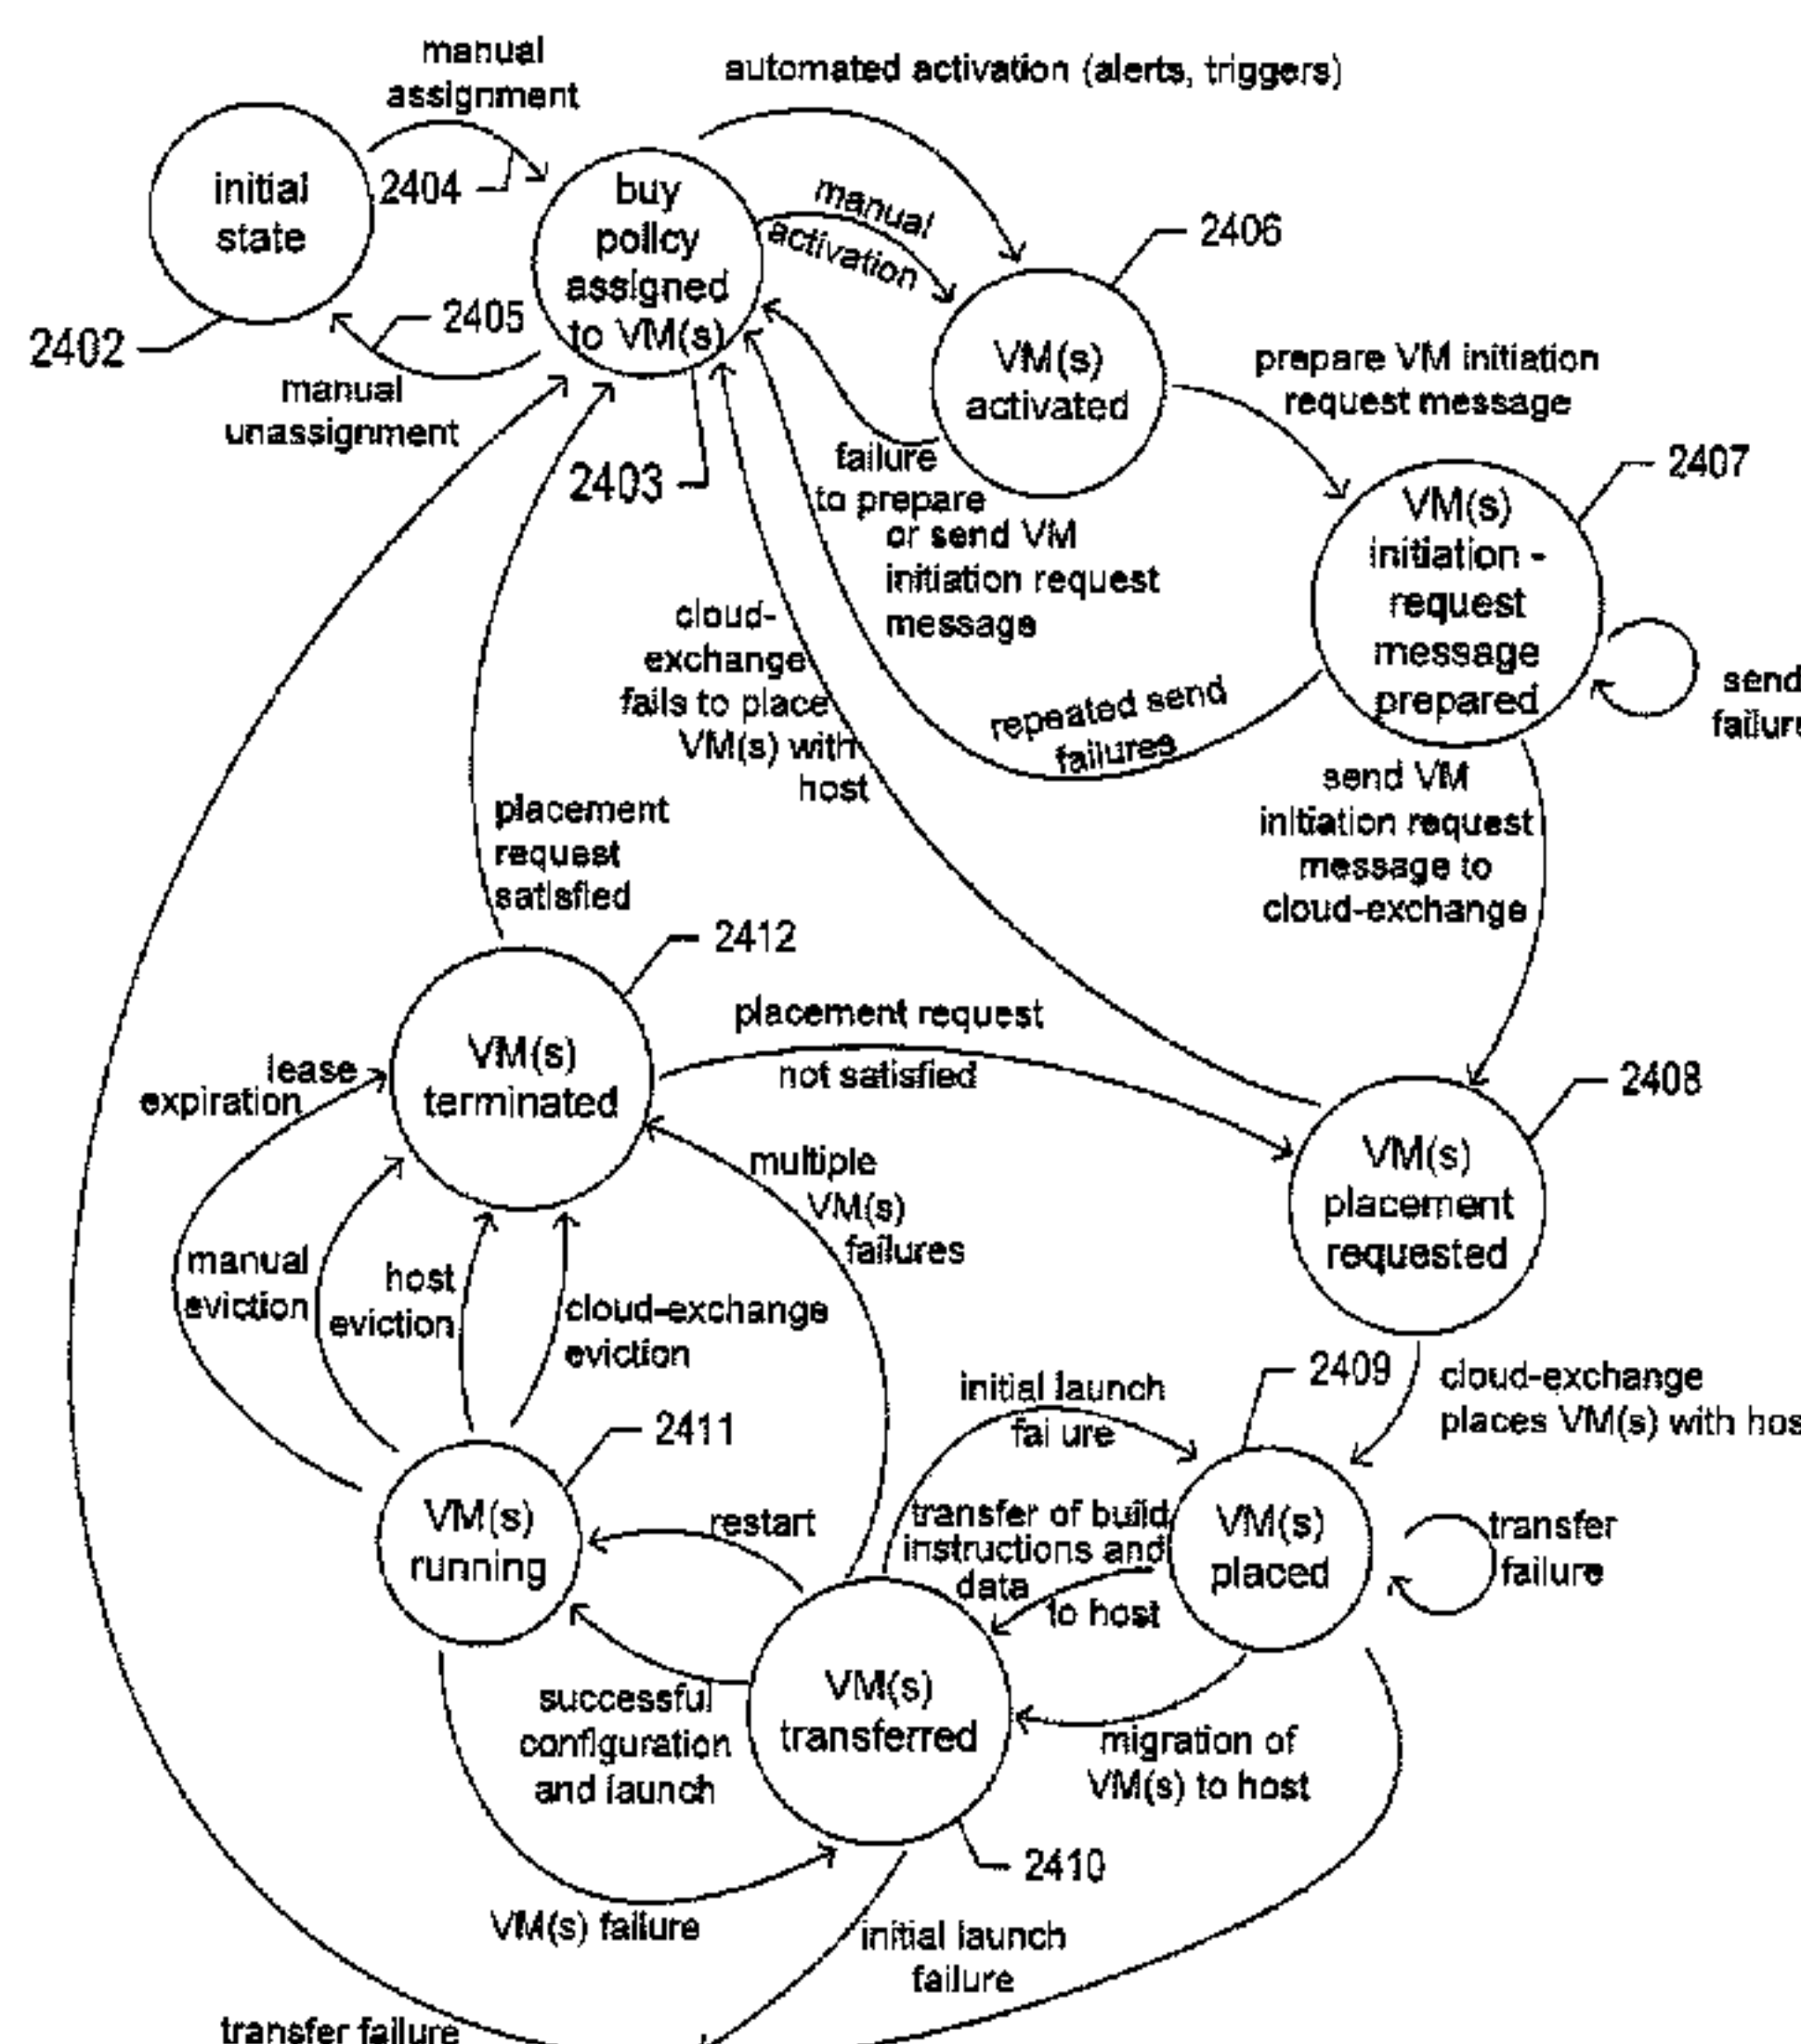 manual
assignment
automated activation (alerts, triggers)
initial
state
2404
buy
policy
assigned
to VM(s)
manual
activation
2406
2402
2405
manual
unassignment
2403
VM(s)
activated
prepare VM initiation
request message
2407
failure
to prepare
or send VM
initiation request
message
VM(s)
initiation -
request
message
prepared
send
failure
cloud-
exchange
fails to place
VM(s) with
host
repeated send
failures
send VM
initiation request
message to
cloud-exchange
placement
request
satisfied
2412
placement request
not satisfied
2408
lease
expiration
VM(s)
terminated
VM(s)
placement
requested
multiple
VM(s)
failures
manual
eviction
host
eviction
cloud-exchange
eviction
2409
cloud-exchange
places VM(s) with hos
initial launch
fai ure
2411
VM(s)
running
restart
transfer of build
instructions and
data
to host
VM(s)
placed
transfer
failure
successful
configuration
and launch
VM(s)
transferred
migration of
VM(s) to host
2410
VM(s) failure
initial launch
failure
transfer failure